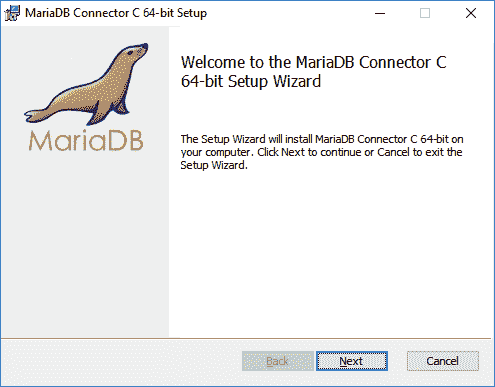 MariaDB Connector C 64-bit Setup
MariaDB
Welcome to the MariaDB Connector C
64-bit Setup Wizard
The Setup Wizard will install MariaDB Connector C 64-bit on
your computer. Click Next to continue or Cancel to exit the
Setup Wizard.
Back
Next
Cancel